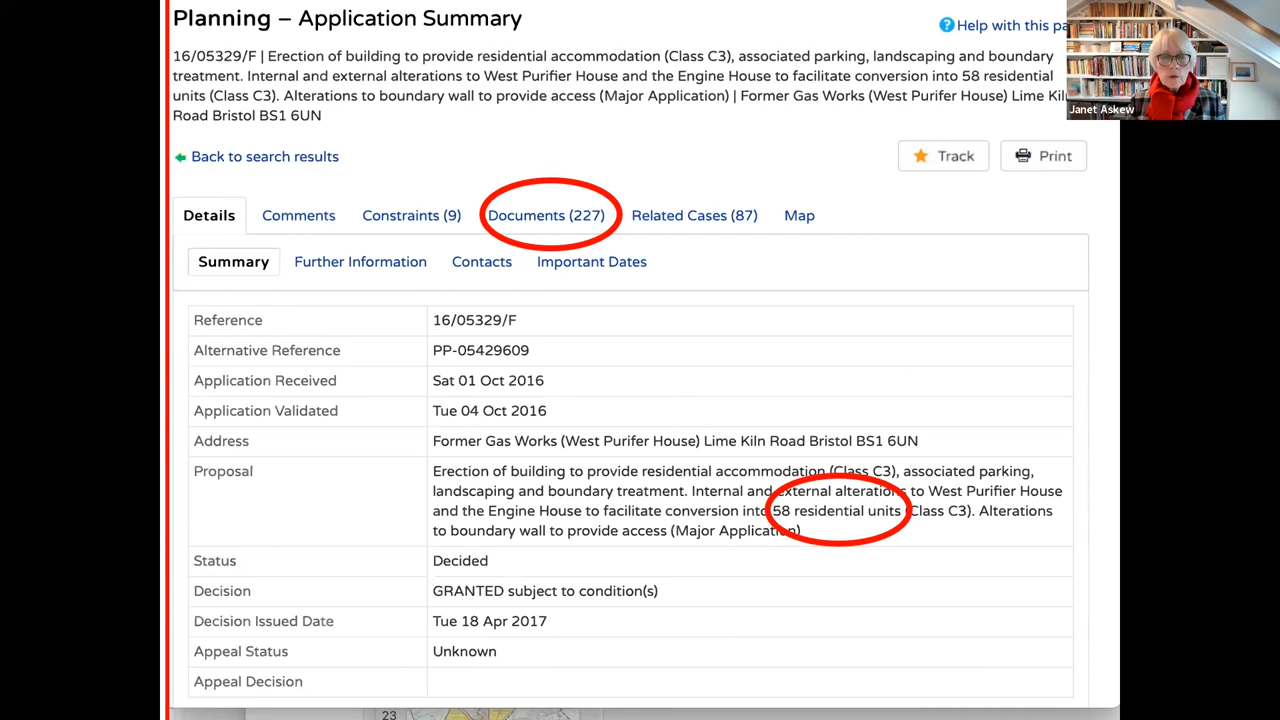 Planning – Application Summary
Help with this pa
16/05329/F | Erection of building to provide residential accommodation (Class C3), associated parking, landscaping and boundary
treatment. Internal and external alterations to West Purifier House and the Engine House to facilitate conversion into 58 residential
units (Class C3). Alterations to boundary wall to provide access (Major Application) | Former Gas Works (West Purifer House) Lime Kiln
Road Bristol BS1 6UN
Janet Askew
Back to search results
Track
Print
Details Comments Constraints (9) Documents (227) Related Cases (87) Map
Summary Further Information Contacts Important Dates
Reference 16/05329/F
Alternative Reference PP-05429609
Application Received Sat 01 Oct 2016
Application Validated Tue 04 Oct 2016
Address Former Gas Works (West Purifer House) Lime Kiln Road Bristol BS1 6UN
Proposal Erection of building to provide residential accommodation (Class C3), associated parking,
landscaping and boundary treatment. Internal and external alterations to West Purifier House
and the Engine House to facilitate conversion into 58 residential units (Class C3). Alterations
to boundary wall to provide access (Major Application)
Status Decided
Decision GRANTED subject to condition(s)
Decision Issued Date Tue 18 Apr 2017
Appeal Status Unknown
Appeal Decision
23